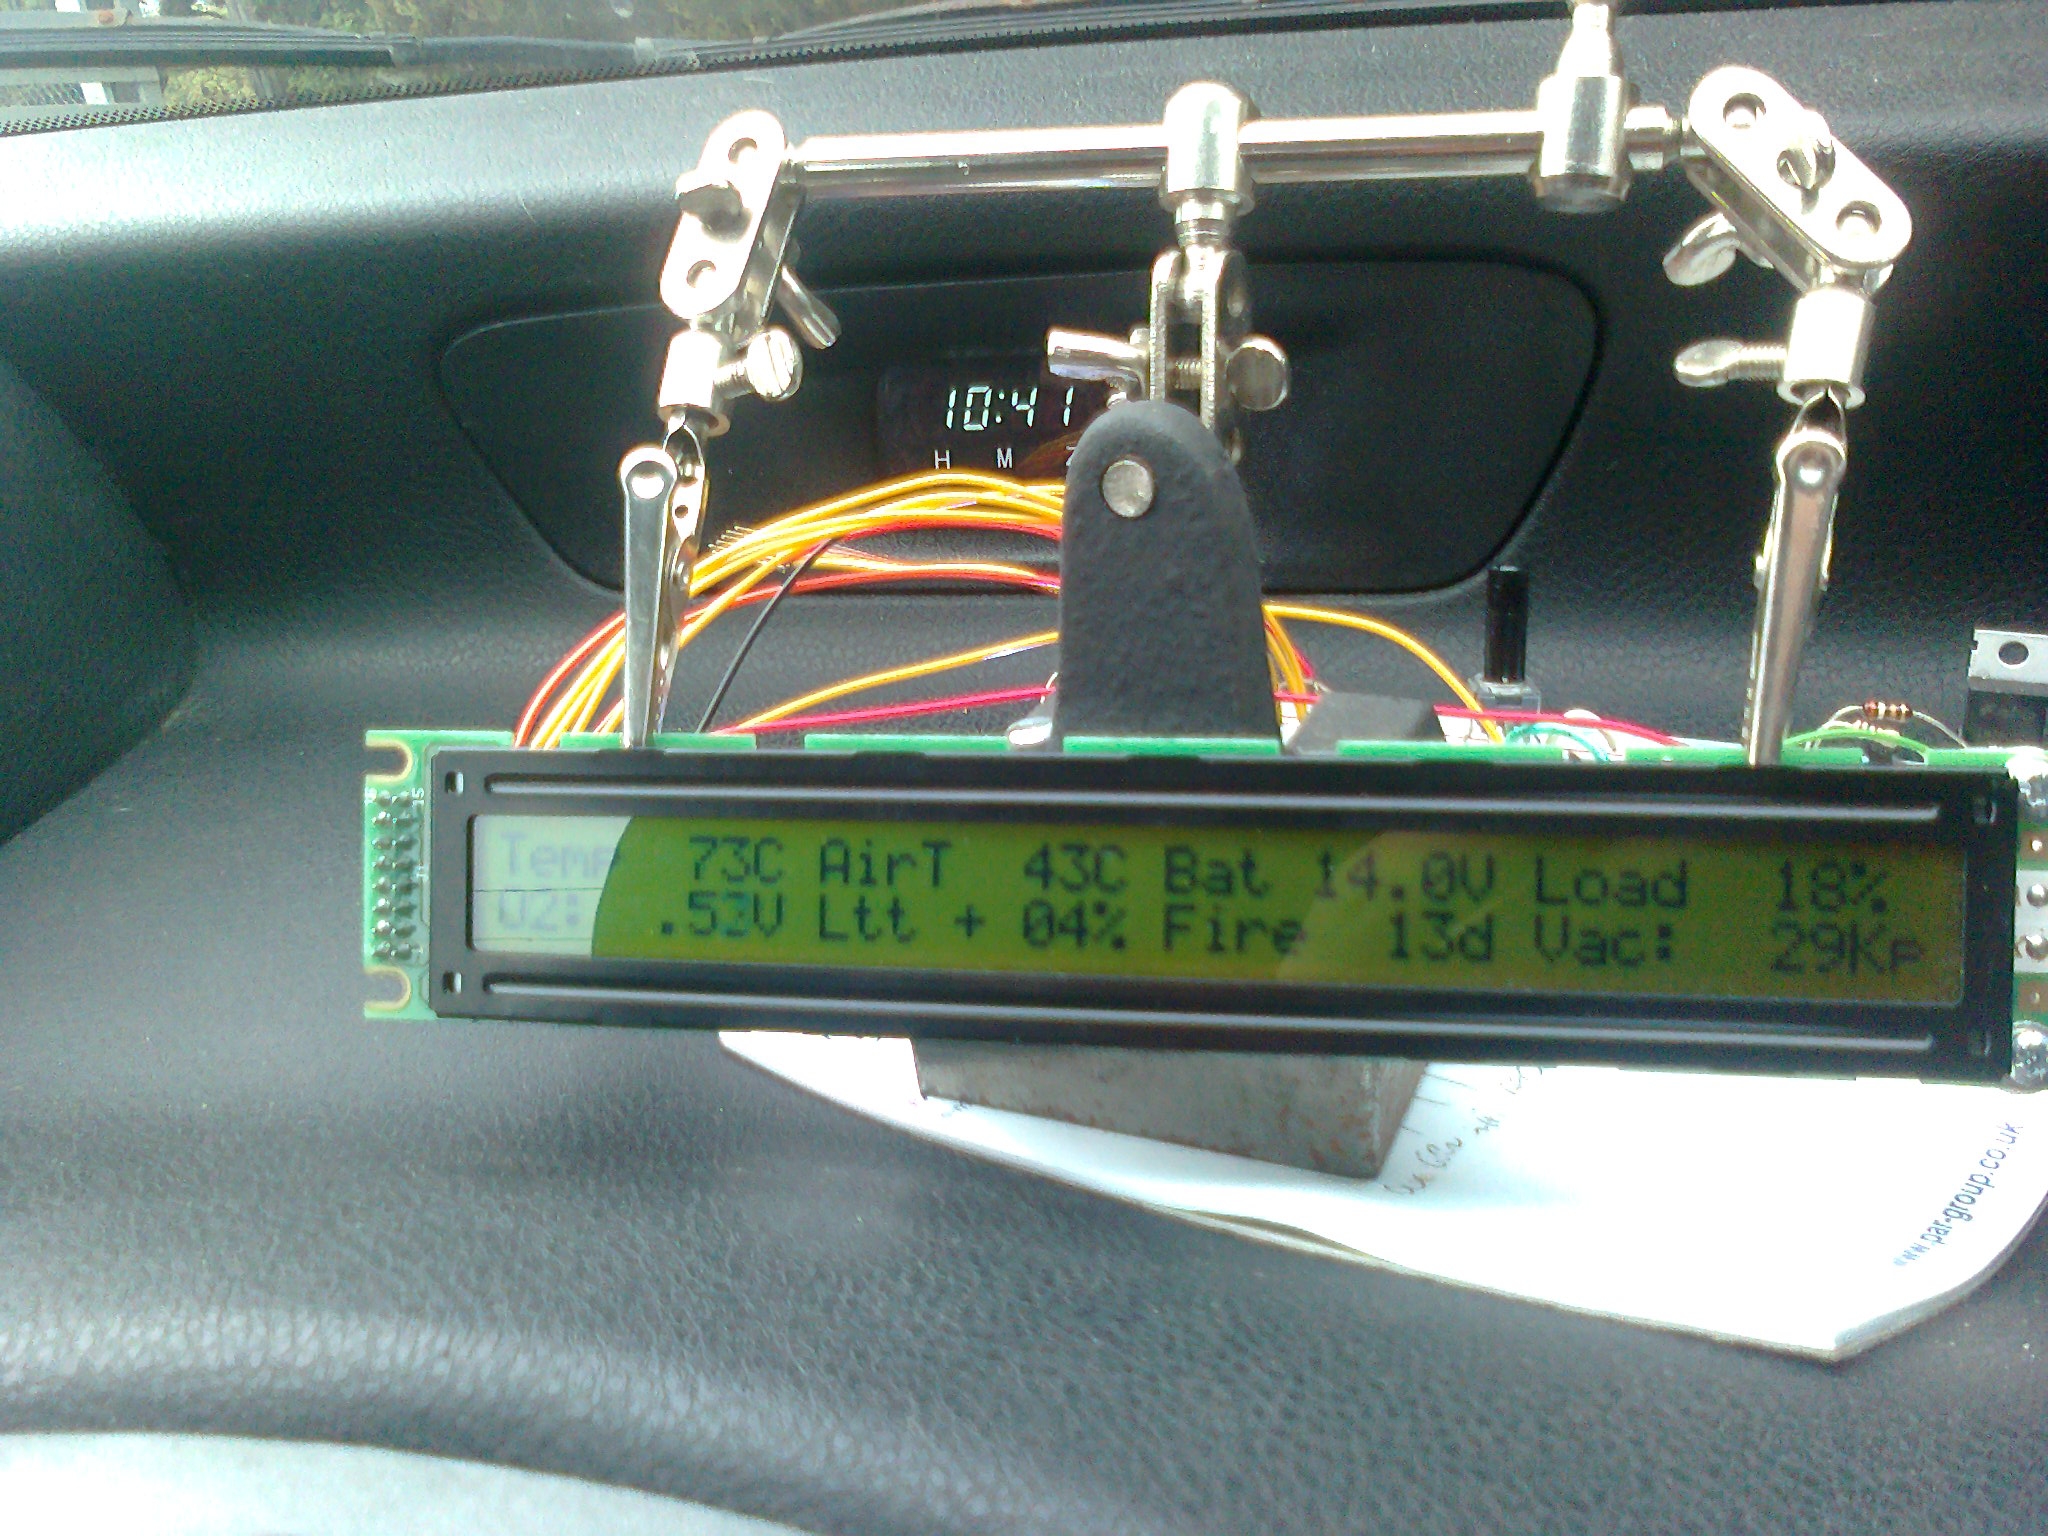 10:41
H M
Temp 73C AirT 43C Bat 14.0V Load 18%
O2: .53V Ltt + 04% Fire 13d Vac: 29Kp
www.par-group.co.uk